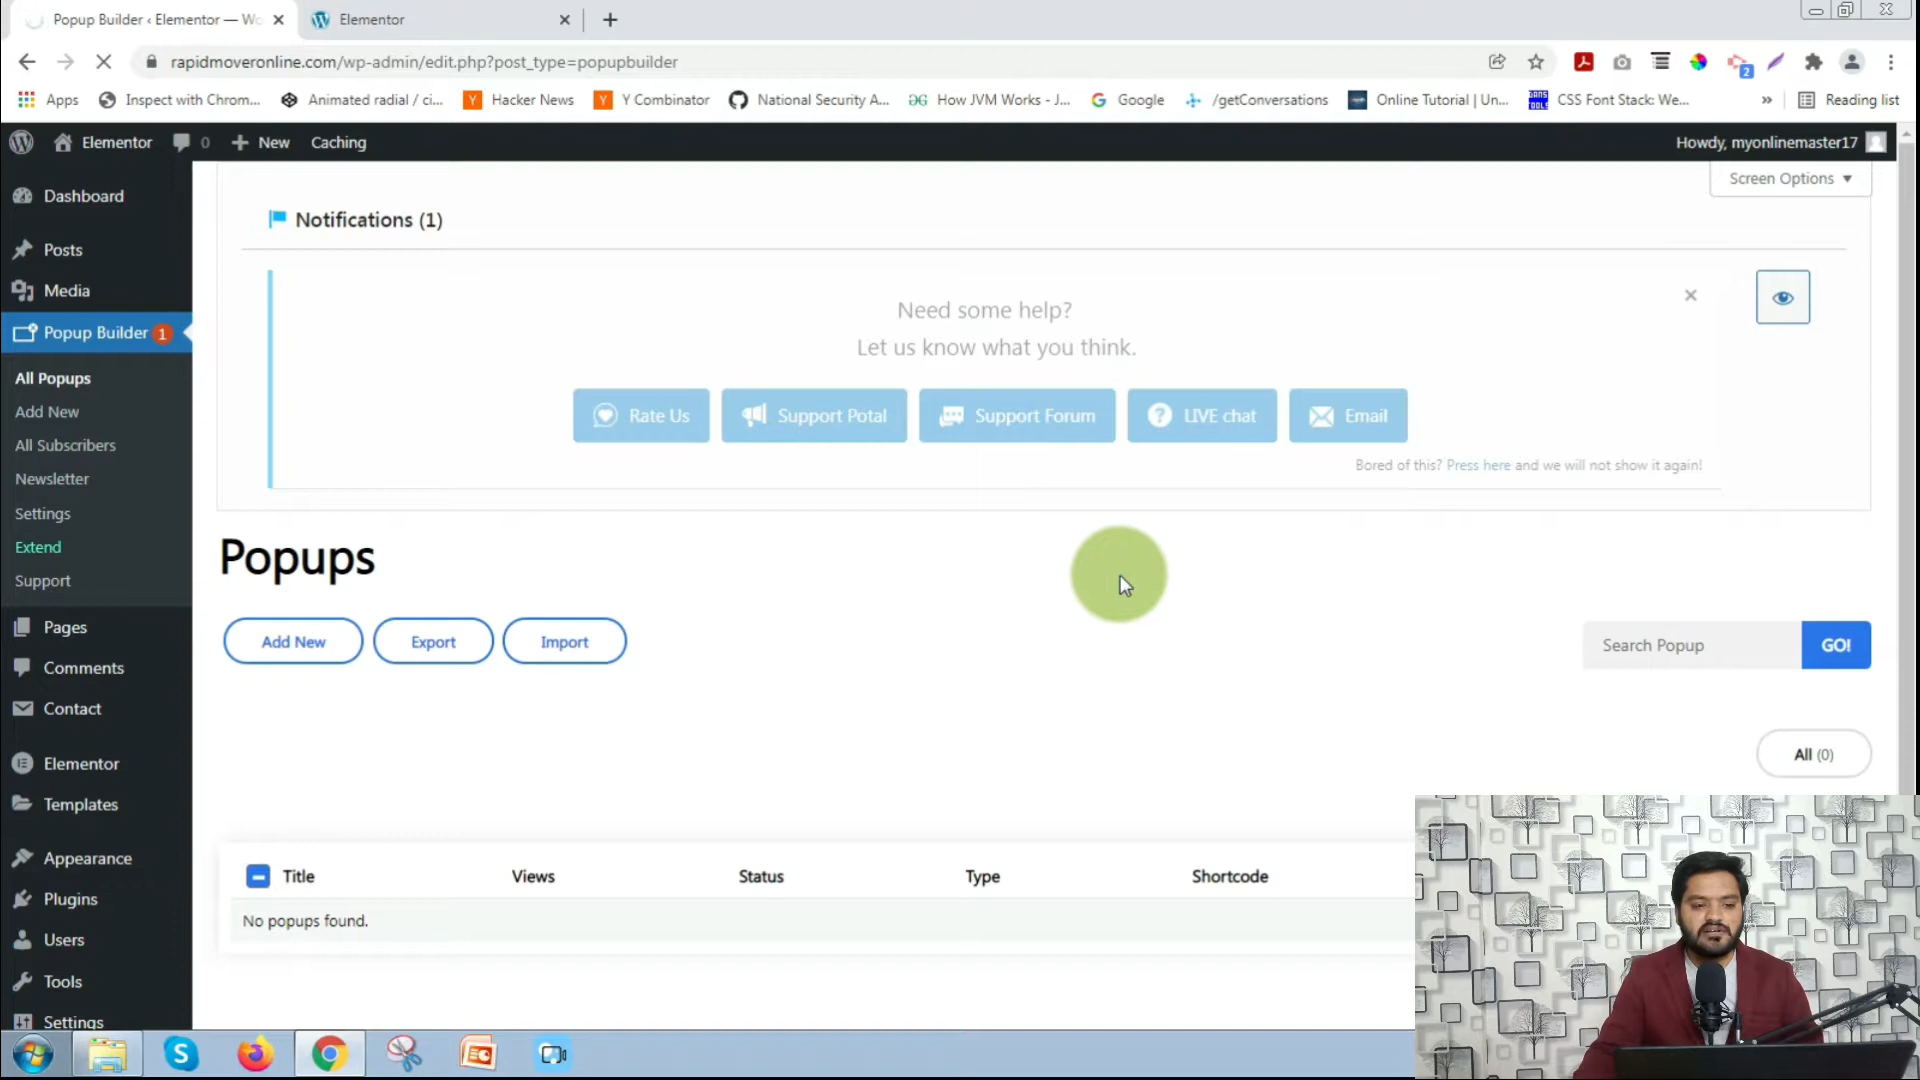 Popup Builder ‹ Elementor — Wo
Elementor
rapidmoveronline.com/wp-admin/edit.php?post_type=popupbuilder
2
Apps
Inspect with Chrom...
Animated radial / ci...
Hacker News
Y Combinator
National Security A...
How JVM Works - J...
Google
/getConversations
Online Tutorial | Un...
CSS Font Stack: We...
»
Reading list
Elementor
0
New
Caching
Howdy, myonlinemaster17
Dashboard
Posts
Media
Popup Builder 1
All Popups
Add New
All Subscribers
Newsletter
Settings
Extend
Support
Pages
Comments
Contact
Elementor
Templates
Appearance
Plugins
Users
Tools
Settings
Screen Options
Notifications (1)
Need some help?
Let us know what you think.
Rate Us
Support Potal
Support Forum
LIVE chat
Email
Bored of this? Press here and we will not show it again!
Popups
Add New
Export
Import
Search Popup
GO!
All (0)
Title
Views
Status
Type
Shortcode
No popups found.